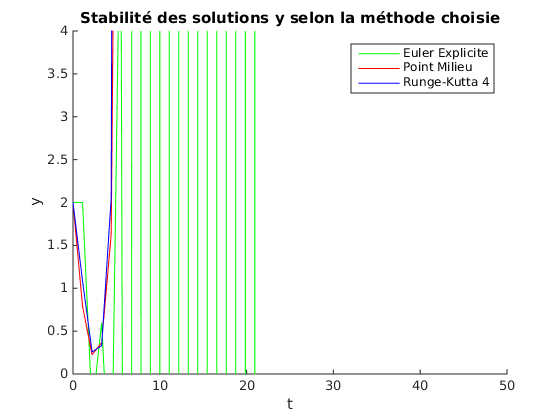 Stabilité des solutions y selon la méthode choisie
4
3.5
3
2.5
2
1.5
1
0.5
0
y
Euler Explicite
Point Milieu
Runge-Kutta 4
0
10
20
30
40
50
t